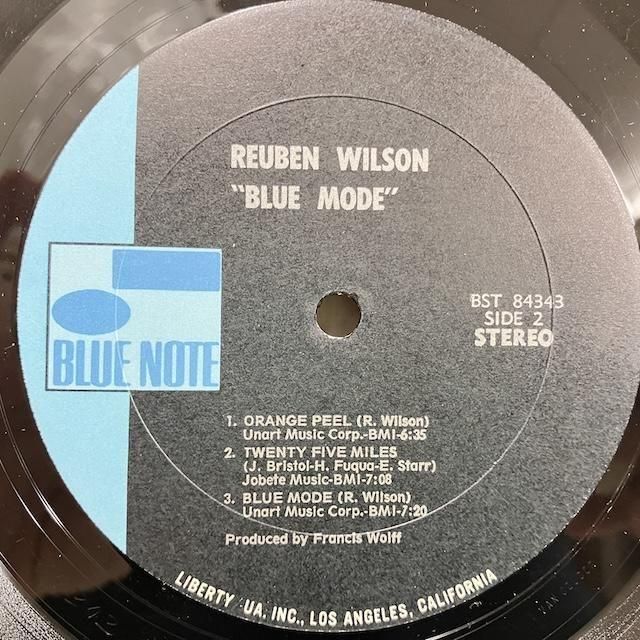 REUBEN WILSON
"BLUE MODE"
BST 84343
SIDE 2
STEREO
BLUE NOTE
1. ORANGE PEEL (R. Wilson)
Unart Music Corp.-BMI-6:35
2. TWENTY FIVE MILES
(J. Bristol-H. Fuqua-E. Starr)
Jobete Music-BMI-7:08
3. BLUE MODE (R. Wilson)
Unart Music Corp.-BMI-7:20
Produced by Francis Wolff
LIBERTY UA, INC., LOS ANGELES, CALIFORNIA